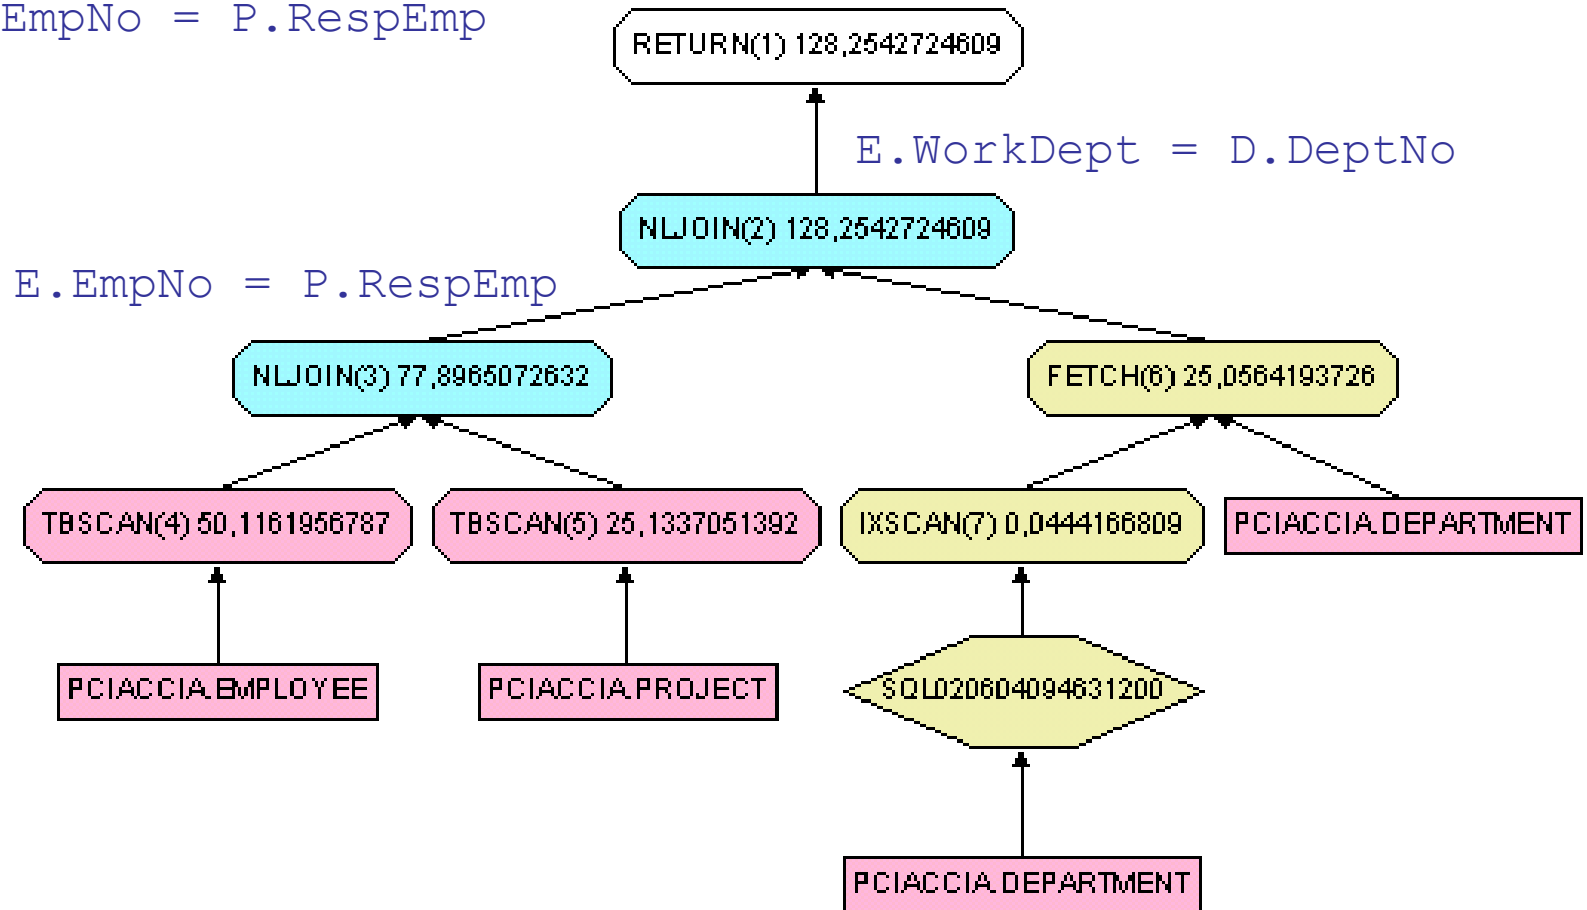 EmpNo = P.RespEmp
RETURN(1) 128,2542724609
E.WorkDept = D.DeptNo
NLJOIN(2) 128,2542724609
E.EmpNo = P.RespEmp
NLJOIN(3) 77,8965072632
FETCH(6) 25,0564193726
TBSCAN(4) 50,1161956787
TBSCAN(5) 25,1337051392
IXSCAN(7) 0,0444166809
PCIACCIA.DEPARTMENT
PCIACCIA.EMPLOYEE
PCIACCIA.PROJECT
SQL020604094631200
PCIACCIA.DEPARTMENT